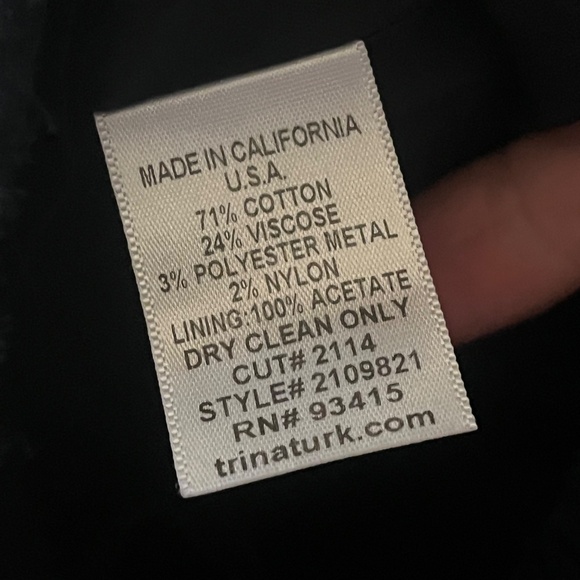 MADE IN CALIFORNIA
U.S.A.
71% COTTON
24% VISCOSE
3% POLYESTER METAL
2% NYLON
LINING:100% ACETATE
DRY CLEAN ONLY
CUT# 2114
STYLE# 2109821
RN# 93415
trinaturk.com